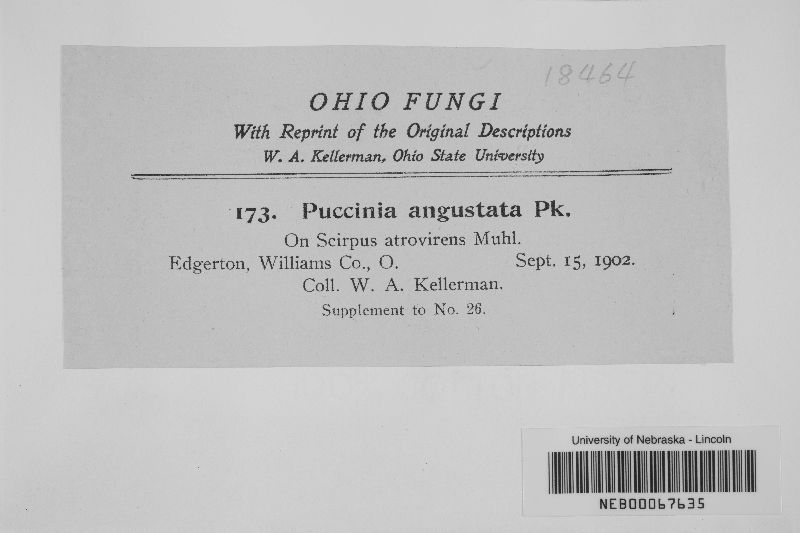 18464
OHIO FUNGI
With Reprint of the Original Descriptions
W. A. Kellerman, Ohio State University
173. Puccinia angustata Pk.
On Scirpus atrovirens Muhl.
Edgerton, Williams Co., O. Sept. 15, 1902.
Coll. W. A. Kellerman.
Supplement to No. 26.
University of Nebraska - Lincoln
NEB00067635